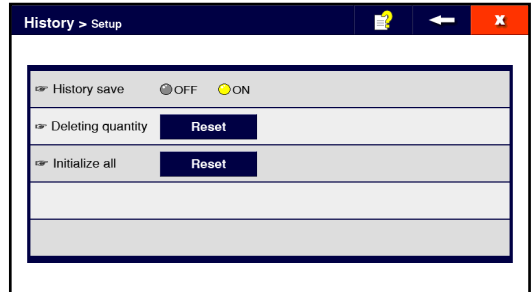 History > Setup
? X
History save OFF ON
Deleting quantity Reset
Initialize all Reset